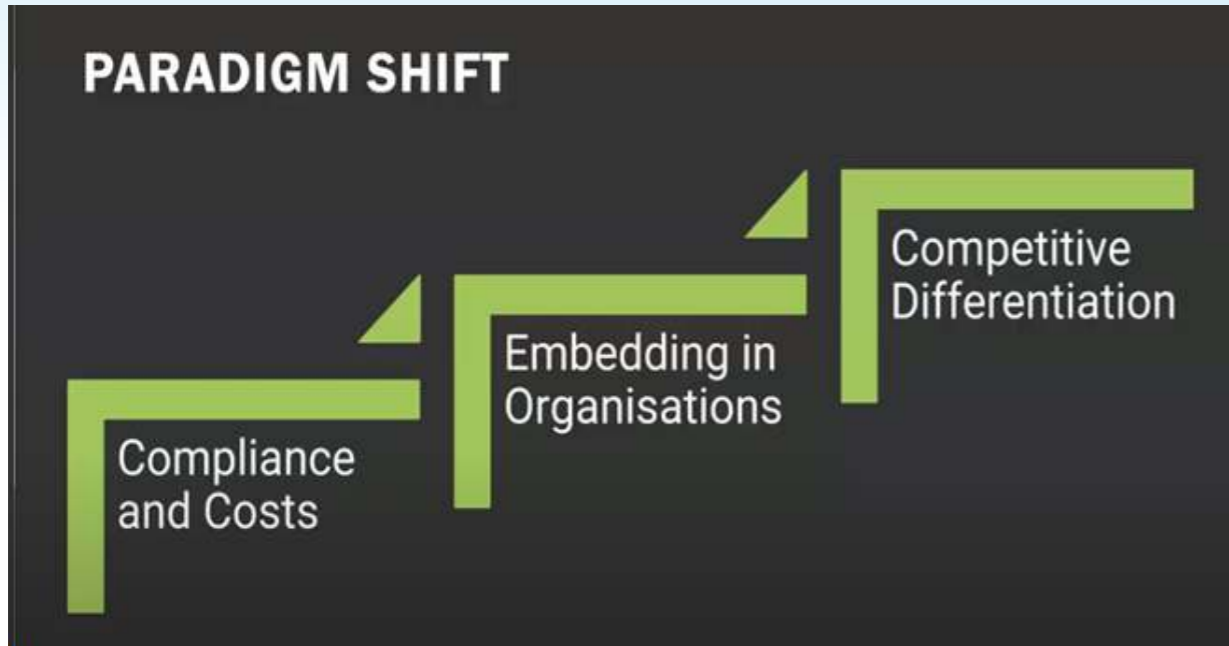 PARADIGM SHIFT
Compliance
and Costs
Embedding in
Organisations
Competitive
Differentiation